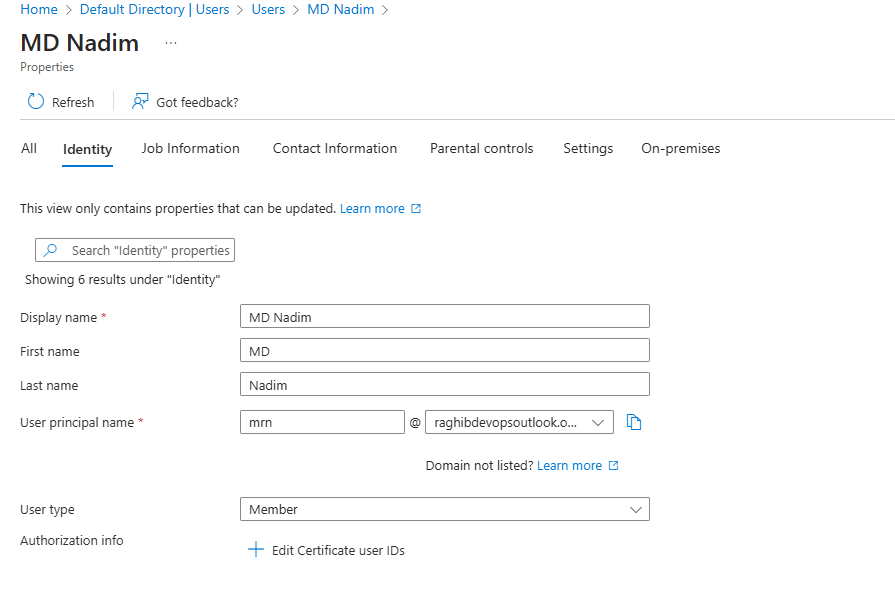 Home > Default Directory | Users > Users > MD Nadim >
MD Nadim ...
Properties
Refresh Got feedback?
All Identity Job Information Contact Information Parental controls Settings On-premises
This view only contains properties that can be updated. Learn more
Search "Identity" properties
Showing 6 results under "Identity"
Display name * MD Nadim
First name MD
Last name Nadim
User principal name * mrn @ raghibdevopsoutlook.o...
Domain not listed? Learn more
User type Member
Authorization info
+ Edit Certificate user IDs